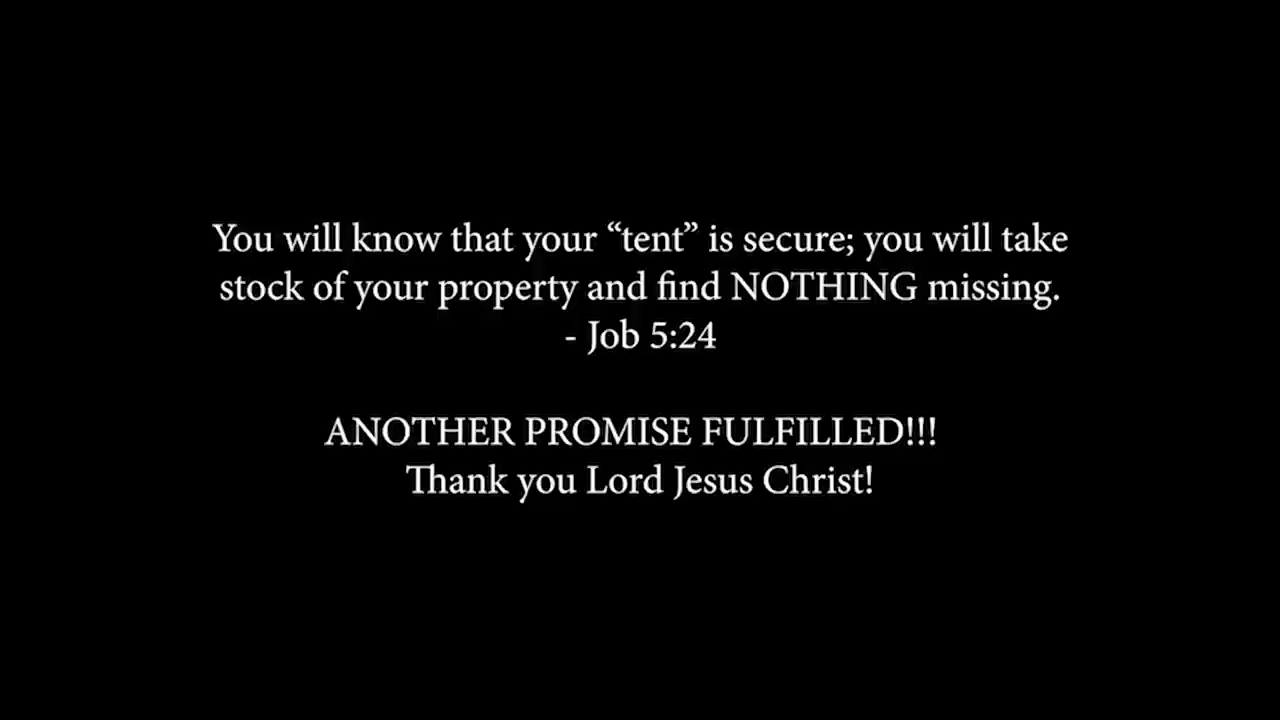 You will know that your “tent” is secure; you will take
stock of your property and find NOTHING missing.
- Job 5:24
ANOTHER PROMISE FULFILLED!!!
Thank you Lord Jesus Christ!